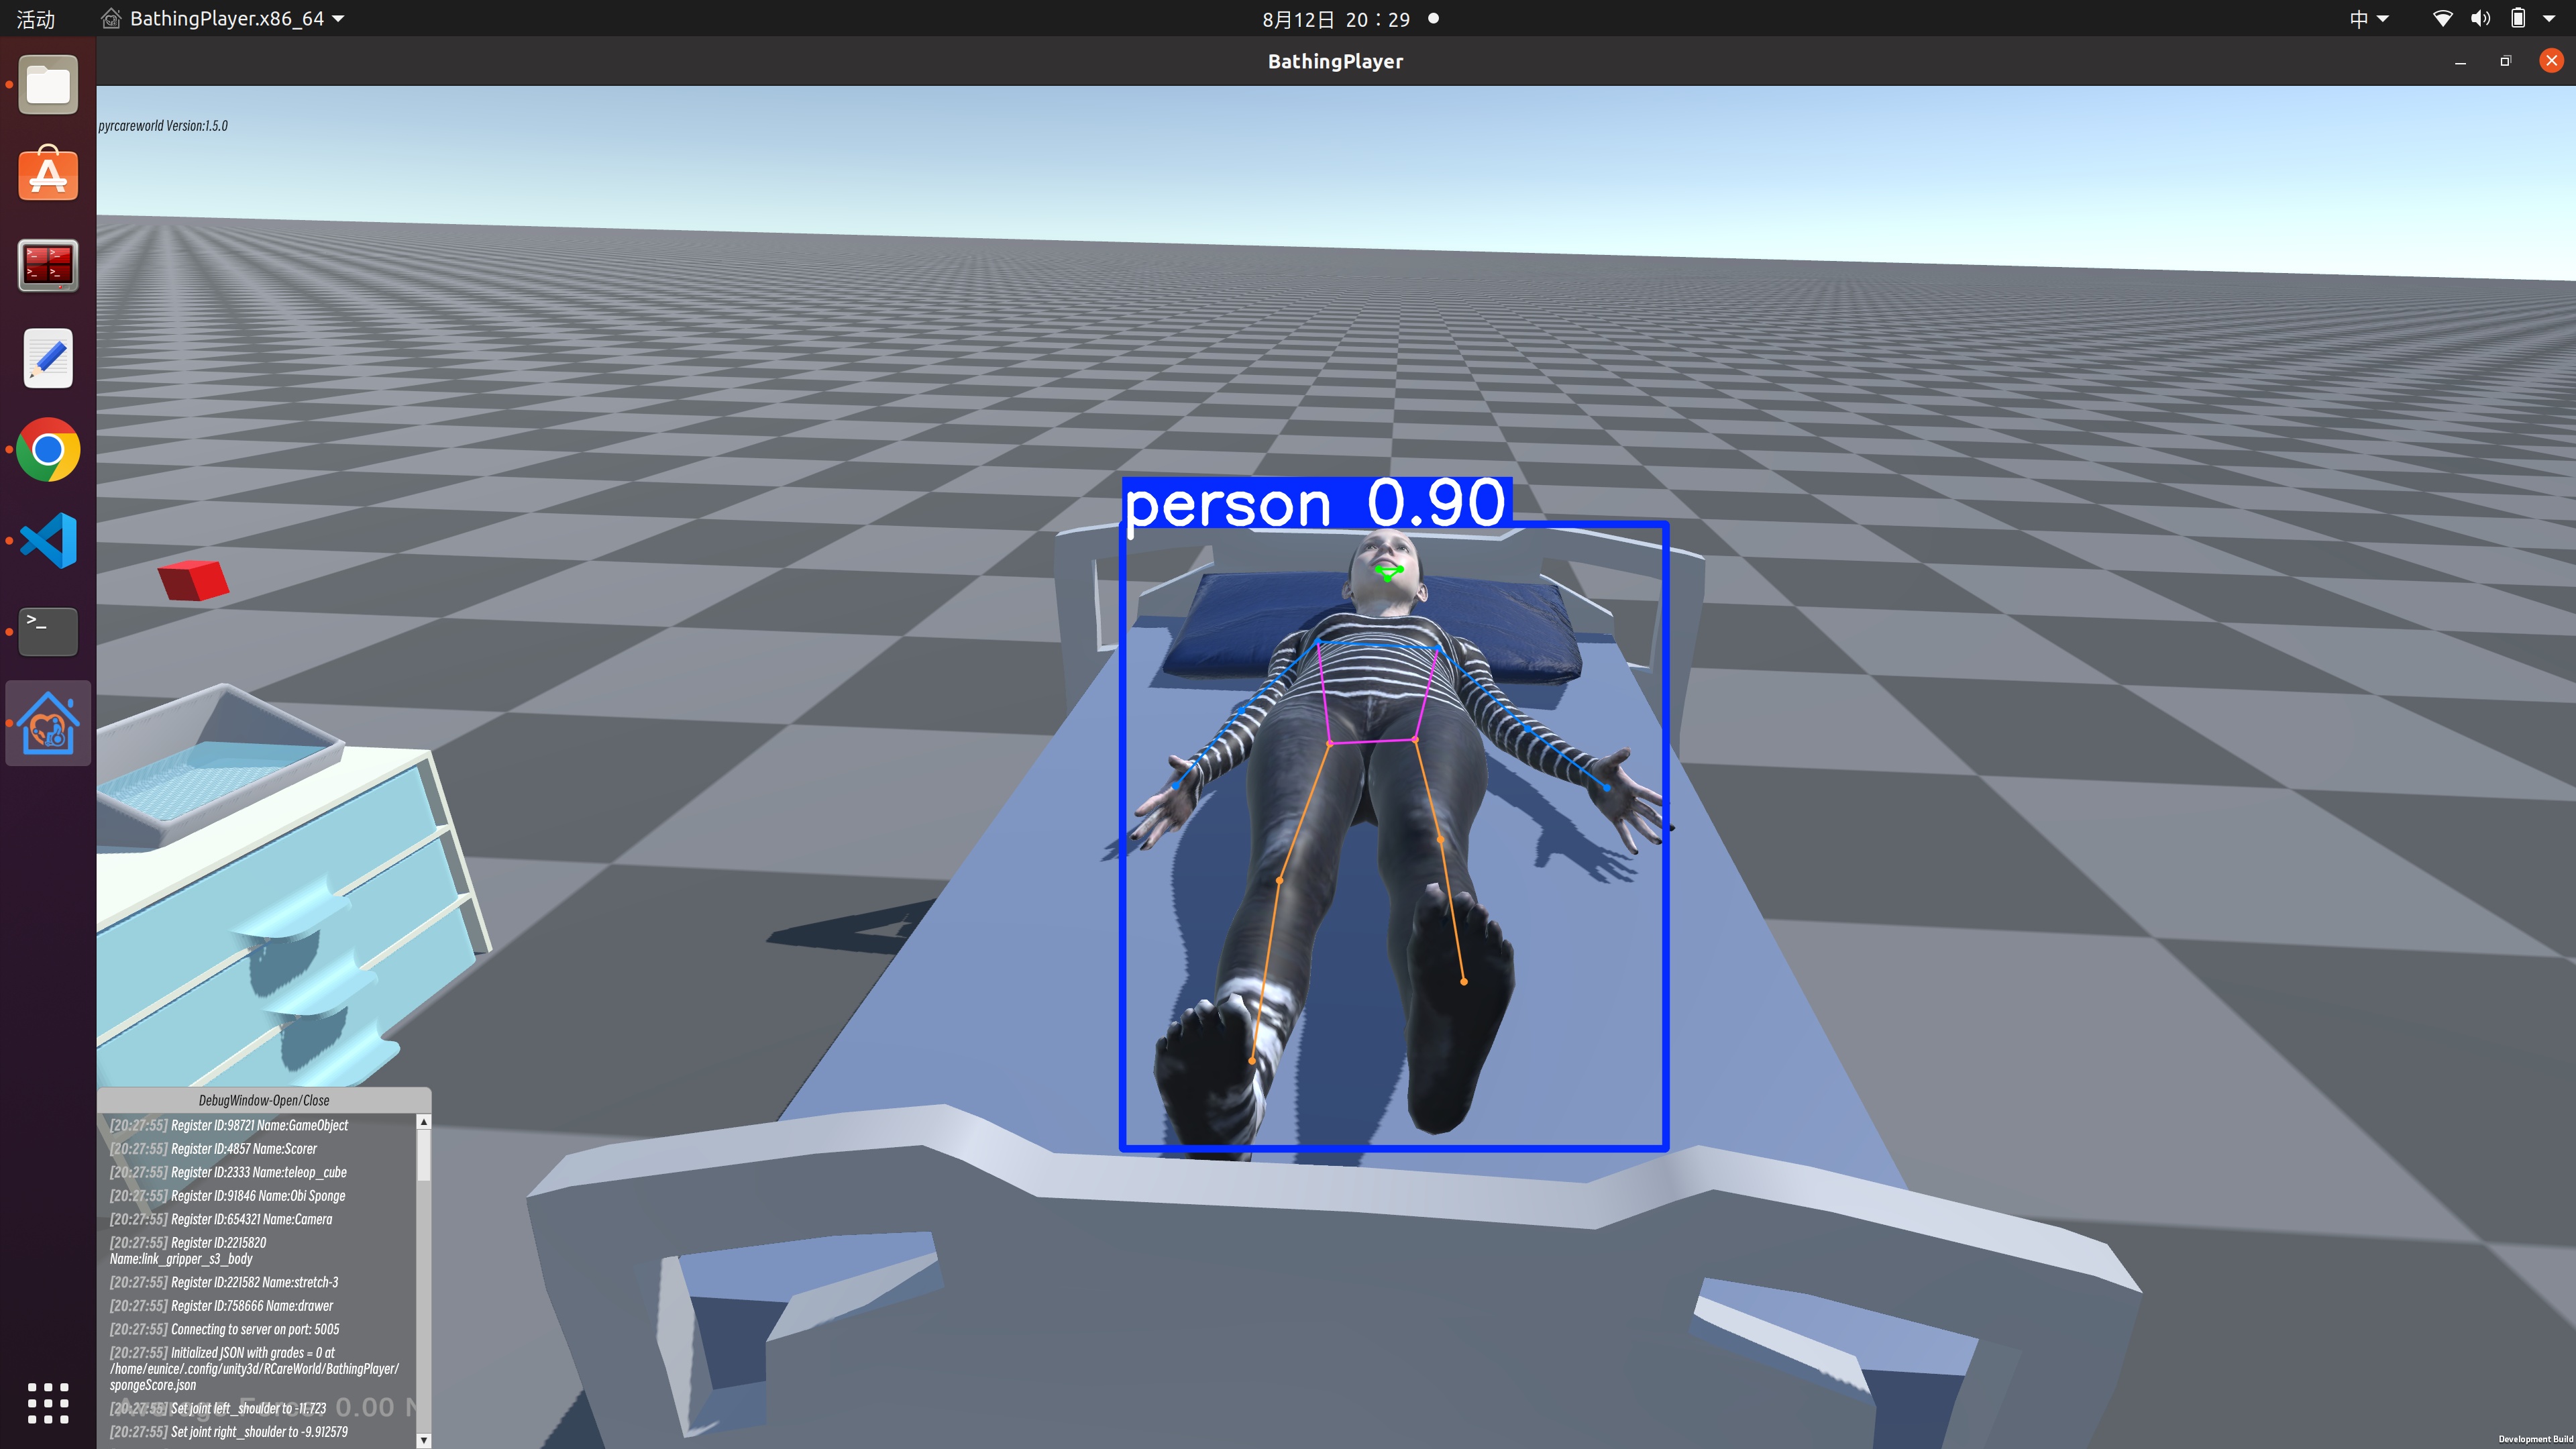 活动
BathingPlayer.x86_64
8月12日 20：29
中
BathingPlayer
pyrcareworld Version:1.5.0
person 0.90
DebugWindow-Open/Close
[20:27:55] Register ID:98721 Name:GameObject
[20:27:55] Register ID:4857 Name:Scorer
[20:27:55] Register ID:2333 Name:teleop_cube
[20:27:55] Register ID:91846 Name:Obi Sponge
[20:27:55] Register ID:654321 Name:Camera
[20:27:55] Register ID:2215820
Name:link_gripper_s3_body
[20:27:55] Register ID:221582 Name:stretch-3
[20:27:55] Register ID:758666 Name:drawer
[20:27:55] Connecting to server on port: 5005
[20:27:55] Initialized JSON with grades = 0 at
/home/eunice/.config/unity3d/RCareWorld/BathingPlayer/
spongeScore.json
[20:27:55] Set joint left_shoulder to -11.723
Average Force: 0.00 N
[20:27:55] Set joint right_shoulder to -9.912579
Development Build